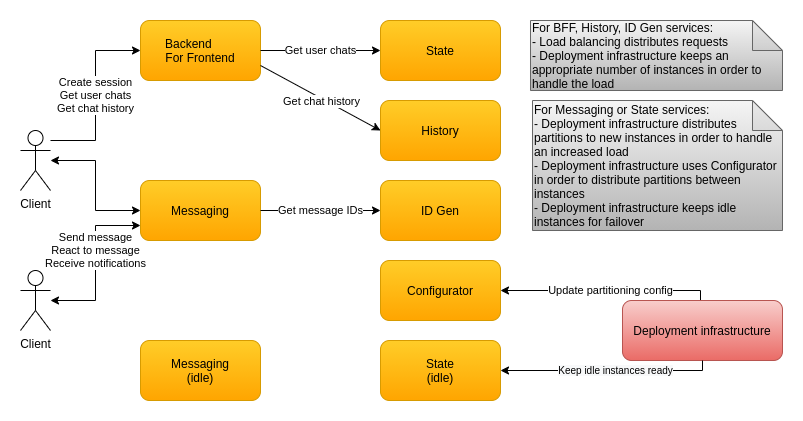 Backend
For Frontend
Get user chats
State
For BFF, History, ID Gen services:
- Load balancing distributes requests
- Deployment infrastructure keeps an
appropriate number of instances in order to
handle the load
Create session
Get user chats
Get chat history
Get chat history
History
For Messaging or State services:
- Deployment infrastructure distributes
partitions to new instances in order to handle
an increased load
- Deployment infrastructure uses Configurator
in order to distribute partitions between
instances
- Deployment infrastructure keeps idle
instances for failover
Client
Messaging
Get message IDs
ID Gen
Send message
React to message
Receive notifications
Client
Configurator
Update partitioning config
Deployment infrastructure
Messaging
(idle)
State
(idle)
Keep idle instances ready